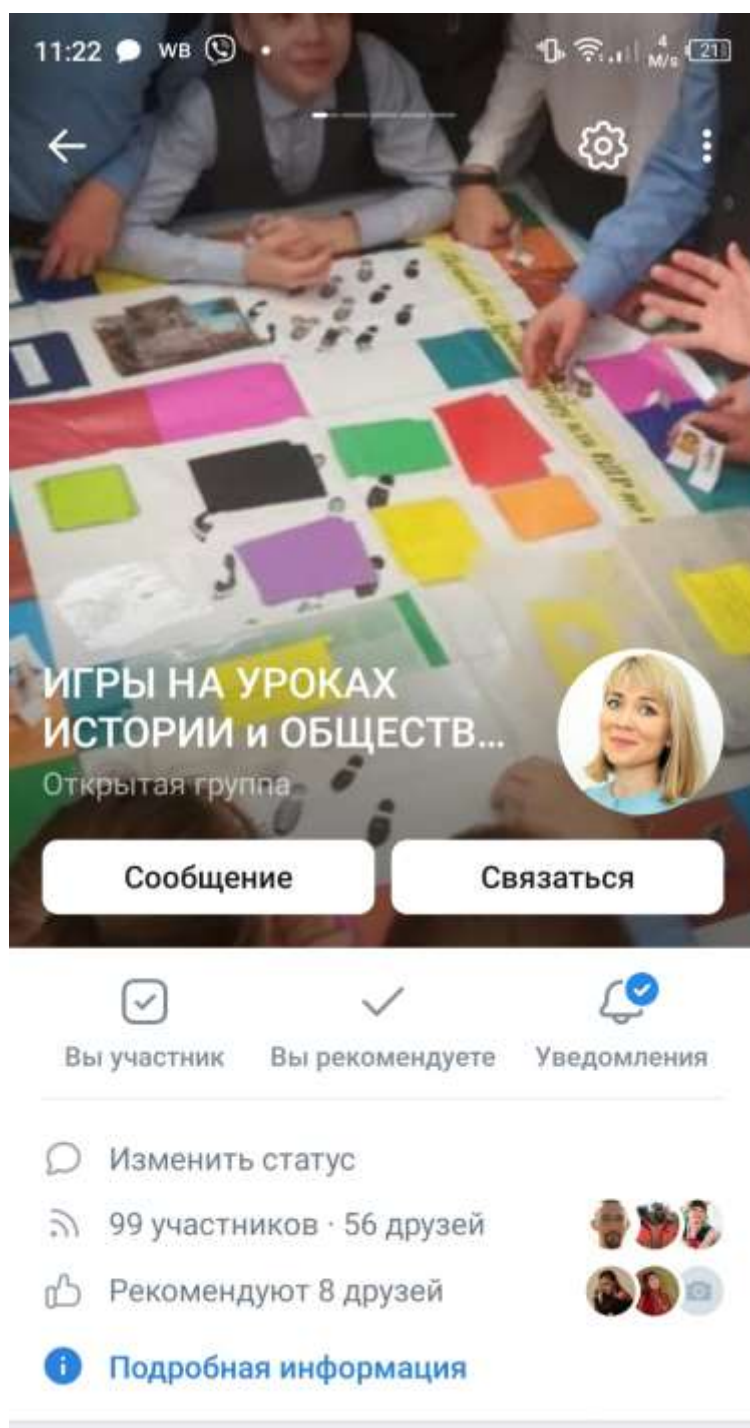 11:22 WB 4 M/s 21
ИГРЫ НА УРОКАХ
ИСТОРИИ и ОБЩЕСТВ...
Открытая группа
Сообщение Связаться
Вы участник Вы рекомендуете Уведомления
Изменить статус
99 участников · 56 друзей
Рекомендуют 8 друзей
Подробная информация